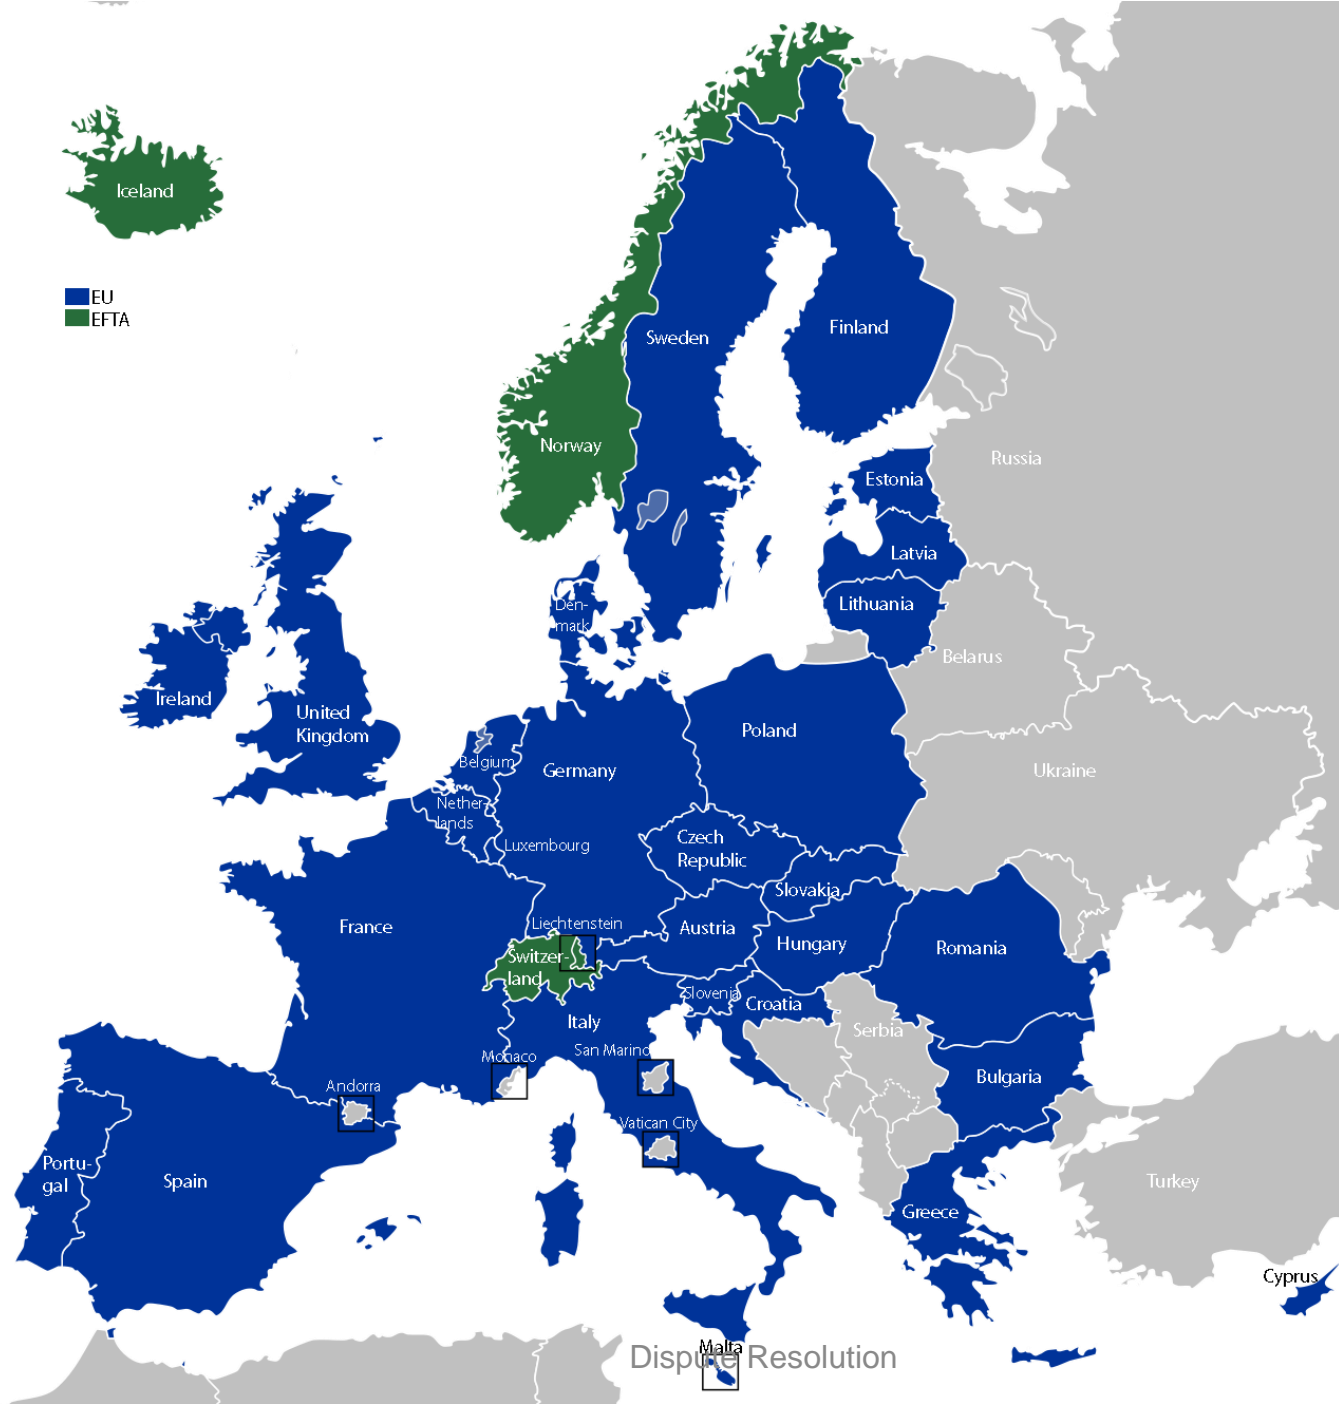 Iceland
EU
EFTA
Sweden
Finland
Norway
Russia
Estonia
Latvia
Den-
mark
Lithuania
Belarus
Ireland
United
Kingdom
Poland
Belgium
Germany
Ukraine
Nether-
lands
Luxembourg
Czech
Republic
Slovakia
France
Liechtenstein
Austria
Hungary
Romania
Switzer-
land
Slovenia
Croatia
Italy
Serbia
San Marino
Monaco
Bulgaria
Andorra
Vatican City
Portu-
gal
Spain
Turkey
Greece
Cyprus
Malta
Dispute Resolution